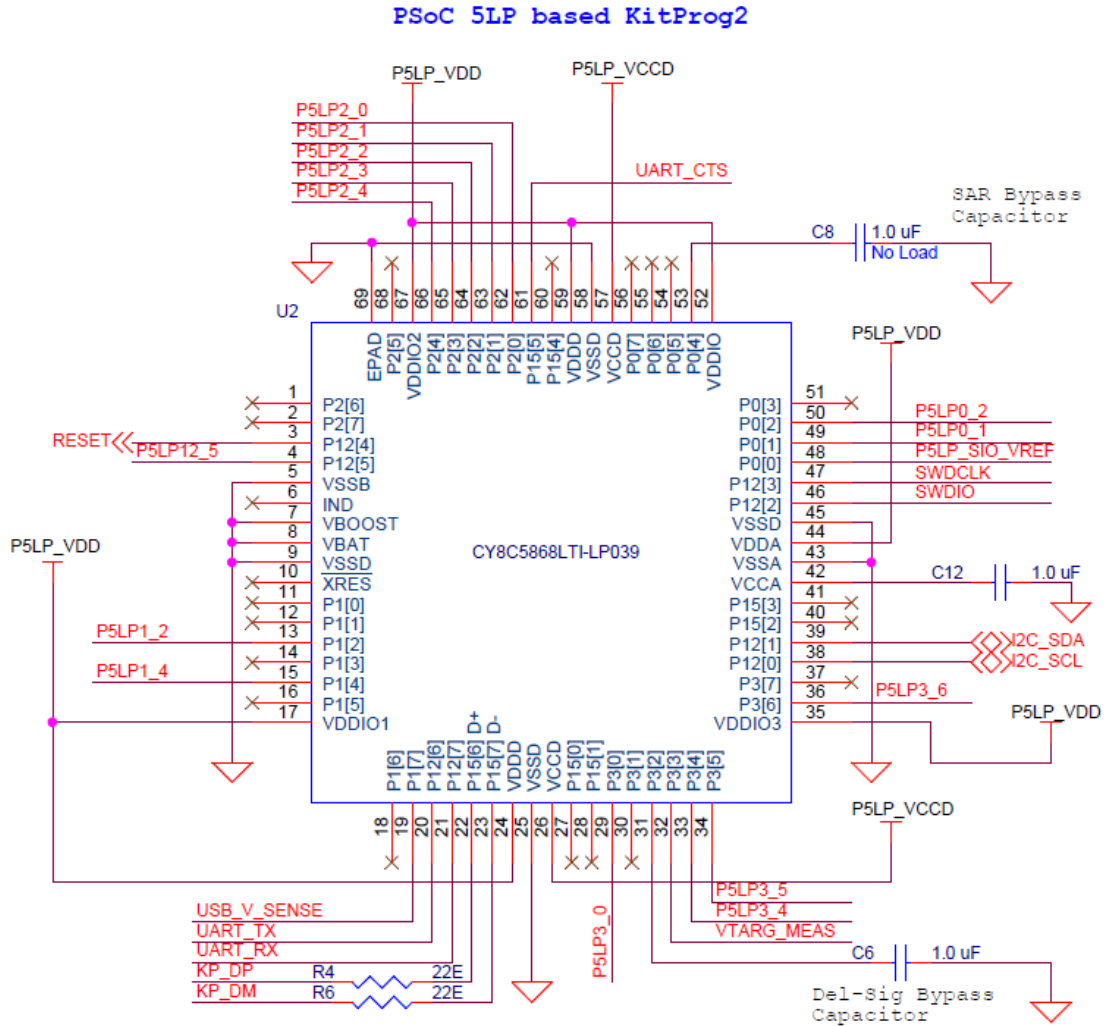 PSoC 5LP based KitProg2
P5LP_VDD
P5LP_VCCD
P5LP2_0
P5LP2_1
P5LP2_2
P5LP2_3
P5LP2_4
UART_CTS
SAR Bypass
Capacitor
C8
1.0 uF
No Load
U2
69 68 67 66 65 64 63 62 61 60 59 58 57 56 55 54 53 52
EPAD
P2[5]
VDDIO2
P2[4]
P2[3]
P2[2]
P2[1]
P2[0]
P15[5]
P15[4]
VDDD
VSSD
VCCD
P0[7]
P0[6]
P0[5]
P0[4]
VDDIO
P5LP_VDD
1 P2[6]
2 P2[7]
RESET 3 P12[4]
P5LP12_5 4 P12[5]
5 VSSB
6 IND
7 VBOOST
8 VBAT
9 VSSD
10 XRES
11 P1[0]
12 P1[1]
P5LP1_2 13 P1[2]
14 P1[3]
P5LP1_4 15 P1[4]
16 P1[5]
17 VDDIO1
P5LP_VDD
CY8C5868LTI-LP039
P0[3] 51
P0[2] 50 P5LP0_2
P0[1] 49 P5LP0_1
P0[0] 48 P5LP_SIO_VREF
P12[3] 47 SWDCLK
P12[2] 46 SWDIO
VSSD 45
VDDA 44
VSSA 43
VCCA 42 C12 1.0 uF
P15[3] 41
P15[2] 40
P12[1] 39 I2C_SDA
P12[0] 38 I2C_SCL
P3[7] 37
P3[6] 36 P5LP3_6
VDDIO3 35
P5LP_VDD
P1[6]
P1[7]
P12[6]
P12[7]
P15[6] D+
P15[7] D-
VDDD
VSSD
VCCD
P15[0]
P15[1]
P3[0]
P3[1]
P3[2]
P3[3]
P3[4]
P3[5]
18 19 20 21 22 23 24 25 26 27 28 29 30 31 32 33 34
P5LP_VCCD
USB_V_SENSE
UART_TX
UART_RX
KP_DP R4 22E
KP_DM R6 22E
P5LP3_0
P5LP3_5
P5LP3_4
VTARG_MEAS
C6
1.0 uF
Del-Sig Bypass
Capacitor